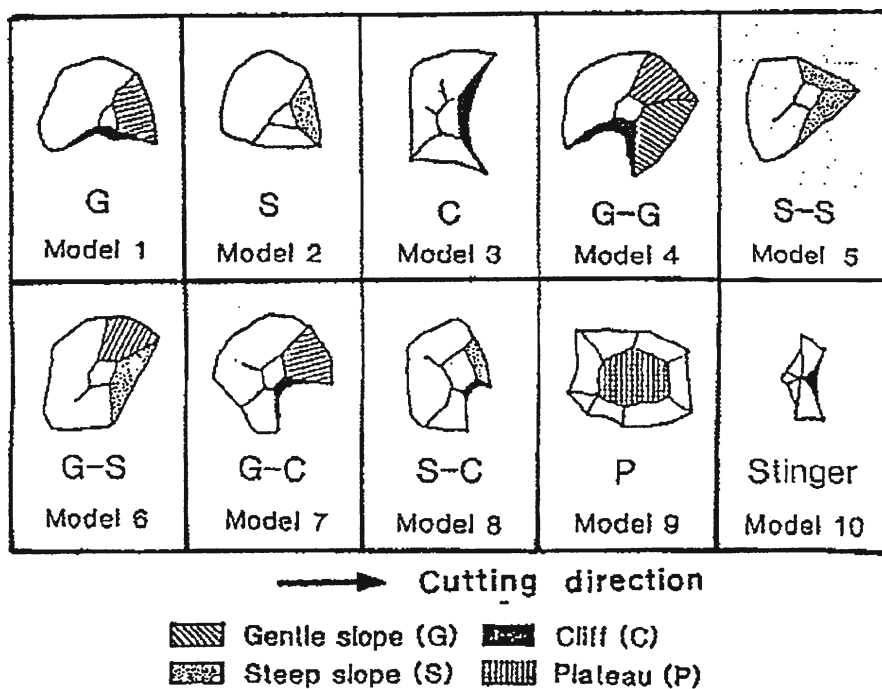 G S C G-G S-S
Model 1 Model 2 Model 3 Model 4 Model 5
G-S G-C S-C P Stinger
Model 6 Model 7 Model 8 Model 9 Model 10
Cutting direction
Gentle slope (G) Cliff (C)
Steep slope (S) Plateau (P)